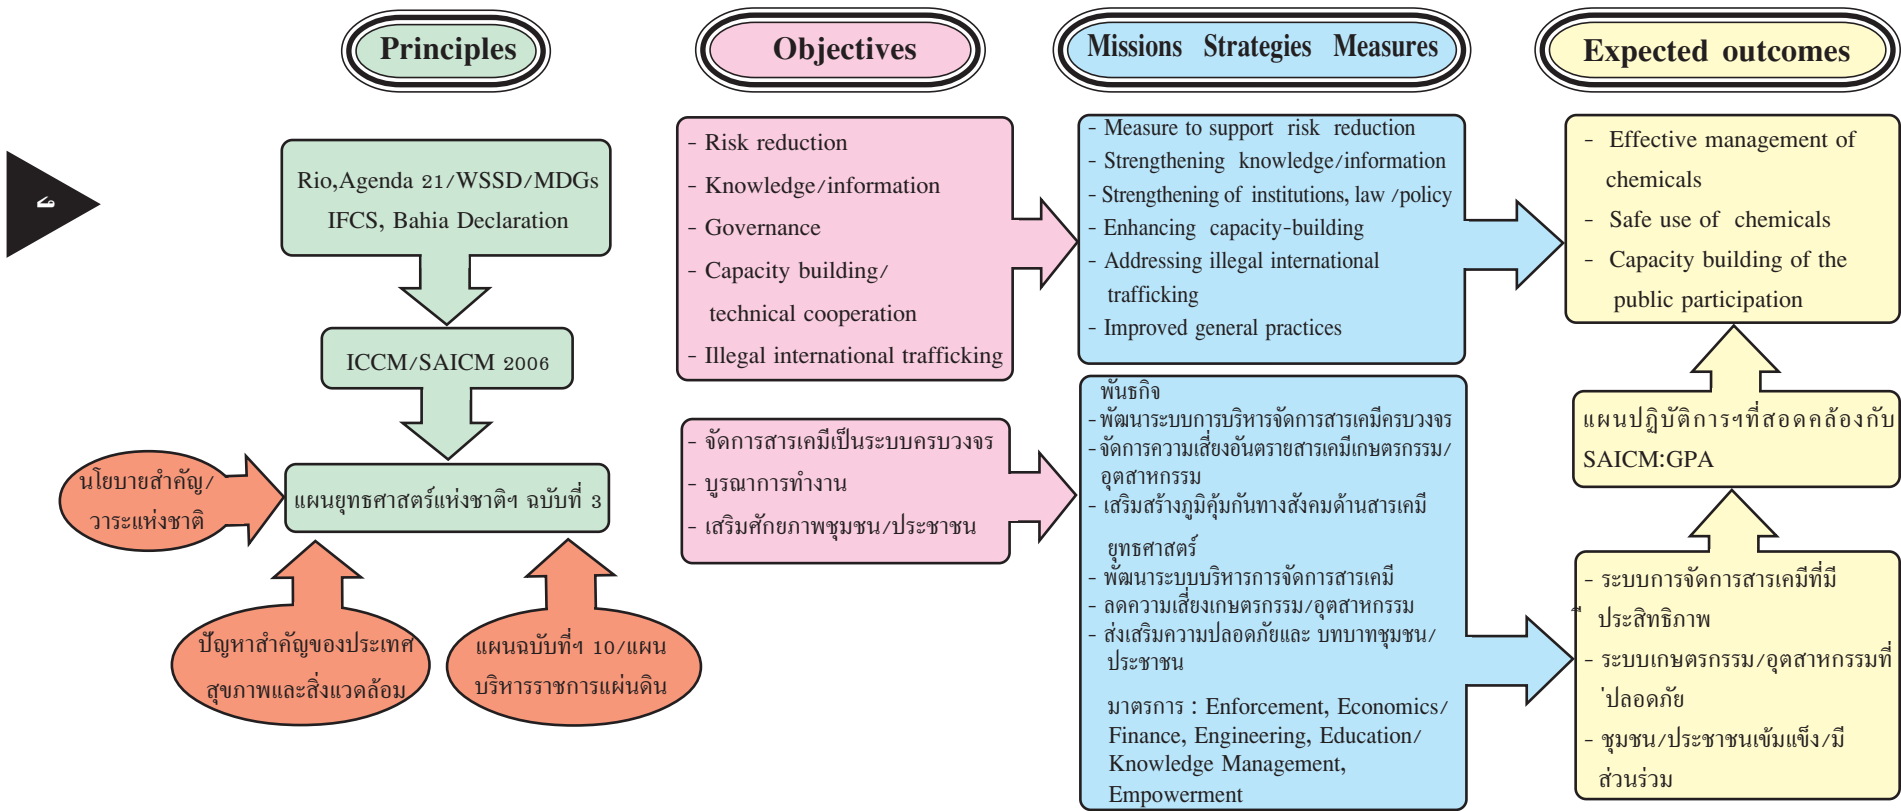 Principles
Objectives
Missions Strategies Measures
Expected outcomes
Rio,Agenda 21/WSSD/MDGs
IFCS, Bahia Declaration
ICCM/SAICM 2006
แผนยุทธศาสตร์แห่งชาติฯ ฉบับที่ 3
นโยบายสำคัญ/
วาระแห่งชาติ
ปัญหาสำคัญของประเทศ
สุขภาพและสิ่งแวดล้อม
แผนฉบับที่ฯ 10/แผน
บริหารราชการแผ่นดิน
- Risk reduction
- Knowledge/information
- Governance
- Capacity building/
technical cooperation
- Illegal international trafficking
- จัดการสารเคมีเป็นระบบครบวงจร
- บูรณาการทำงาน
- เสริมศักยภาพชุมชน/ประชาชน
- Measure to support risk reduction
- Strengthening knowledge/information
- Strengthening of institutions, law /policy
- Enhancing capacity-building
- Addressing illegal international
trafficking
- Improved general practices
พันธกิจ
-พัฒนาระบบการบริหารจัดการสารเคมีครบวงจร
-จัดการความเสี่ยงอันตรายสารเคมีเกษตรกรรม/
อุตสาหกรรม
- เสริมสร้างภูมิคุ้มกันทางสังคมด้านสารเคมี
ยุทธศาสตร์
- พัฒนาระบบบริหารการจัดการสารเคมี
- ลดความเสี่ยงเกษตรกรรม/อุตสาหกรรม
- ส่งเสริมความปลอดภัยและ บทบาทชุมชน/
ประชาชน
มาตรการ : Enforcement, Economics/
Finance, Engineering, Education/
Knowledge Management,
Empowerment
- Effective management of
chemicals
- Safe use of chemicals
- Capacity building of the
public participation
แผนปฏิบัติการฯที่สอดคล้องกับ
SAICM:GPA
- ระบบการจัดการสารเคมีที่มี
ประสิทธิภาพ
- ระบบเกษตรกรรม/อุตสาหกรรมที่
ปลอดภัย
- ชุมชน/ประชาชนเข้มแข็ง/มี
ส่วนร่วม